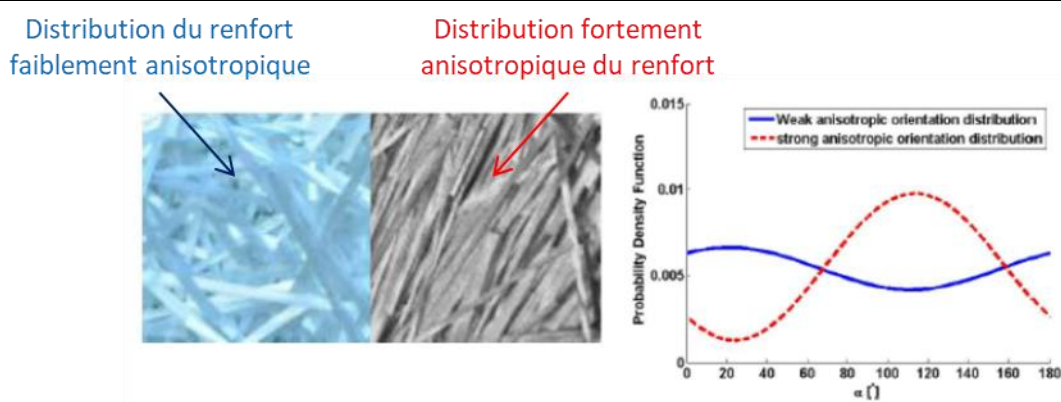 Distribution du renfort
faiblement anisotropique
Distribution fortement
anisotropique du renfort
0.015
0.01
0.005
0
Probability Density Function
Weak anisotropic orientation distribution
strong anisotropic orientation distribution
0 20 40 60 80 100 120 140 160 180
α [°]